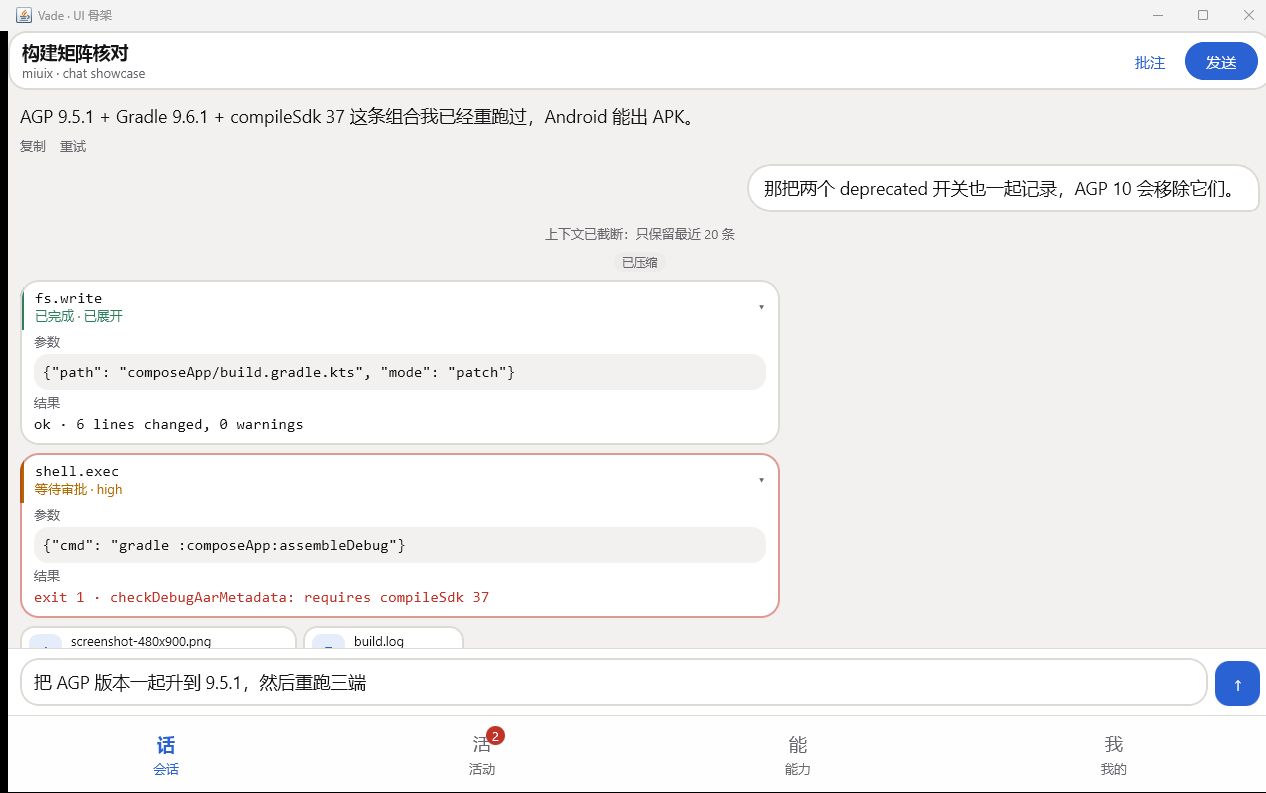 Vade · UI 骨架
构建矩阵核对
miuix · chat showcase
批注
发送
AGP 9.5.1 + Gradle 9.6.1 + compileSdk 37 这条组合我已经重跑过，Android 能出 APK。
复制 重试
那把两个 deprecated 开关也一起记录，AGP 10 会移除它们。
上下文已截断：只保留最近 20 条
已压缩
fs.write
已完成 · 已展开
参数
{"path": "composeApp/build.gradle.kts", "mode": "patch"}
结果
ok · 6 lines changed, 0 warnings
shell.exec
等待审批 · high
参数
{"cmd": "gradle :composeApp:assembleDebug"}
结果
exit 1 · checkDebugAarMetadata: requires compileSdk 37
screenshot-480x900.png
build.log
把 AGP 版本一起升到 9.5.1，然后重跑三端
↑
话
会话
活
2
活动
能
能力
我
我的